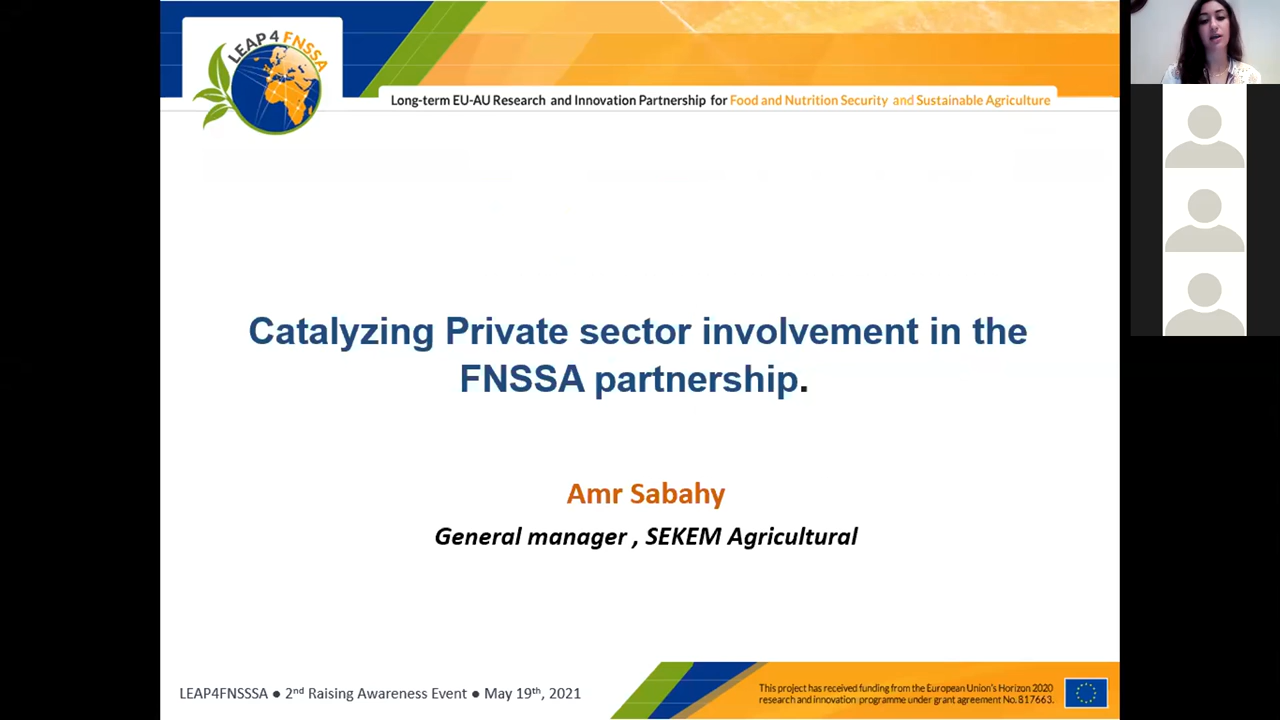 LEAP 4 FNSSA
Long-term EU-AU Research and Innovation Partnership for Food and Nutrition Security and Sustainable Agriculture
Catalyzing Private sector involvement in the
FNSSA partnership.
Amr Sabahy
General manager , SEKEM Agricultural
LEAP4FNSSSA ● 2nd Raising Awareness Event ● May 19th, 2021
This project has received funding from the European Union's Horizon 2020
research and innovation programme under grant agreement No.817663.